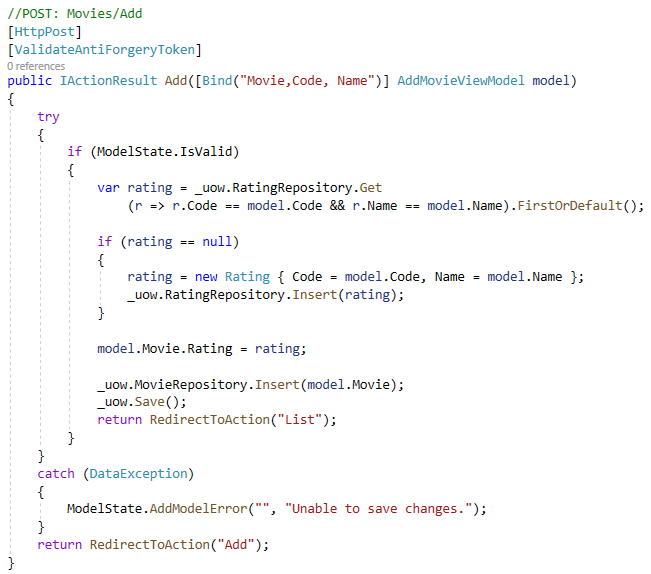 //POST: Movies/Add
[HttpPost]
[ValidateAntiForgeryToken]
0 references
public IActionResult Add([Bind("Movie,Code, Name")] AddMovieViewModel model)
{
    try
    {
        if (ModelState.IsValid)
        {
            var rating = _uow.RatingRepository.Get
                (r => r.Code == model.Code && r.Name == model.Name).FirstOrDefault();

            if (rating == null)
            {
                rating = new Rating { Code = model.Code, Name = model.Name };
                _uow.RatingRepository.Insert(rating);
            }

            model.Movie.Rating = rating;

            _uow.MovieRepository.Insert(model.Movie);
            _uow.Save();
            return RedirectToAction("List");
        }
    }
    catch (DataException)
    {
        ModelState.AddModelError("", "Unable to save changes.");
    }
    return RedirectToAction("Add");
}